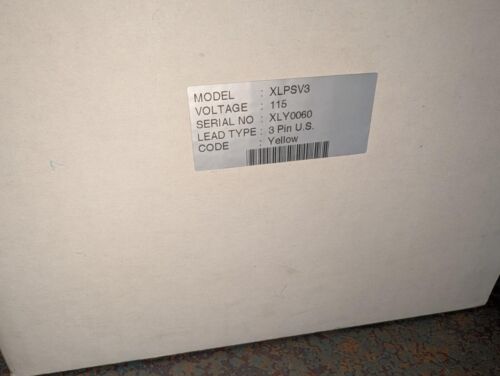 MODEL : XLPSV3
VOLTAGE : 115
SERIAL NO : XLY0060
LEAD TYPE : 3 Pin U.S.
CODE : Yellow